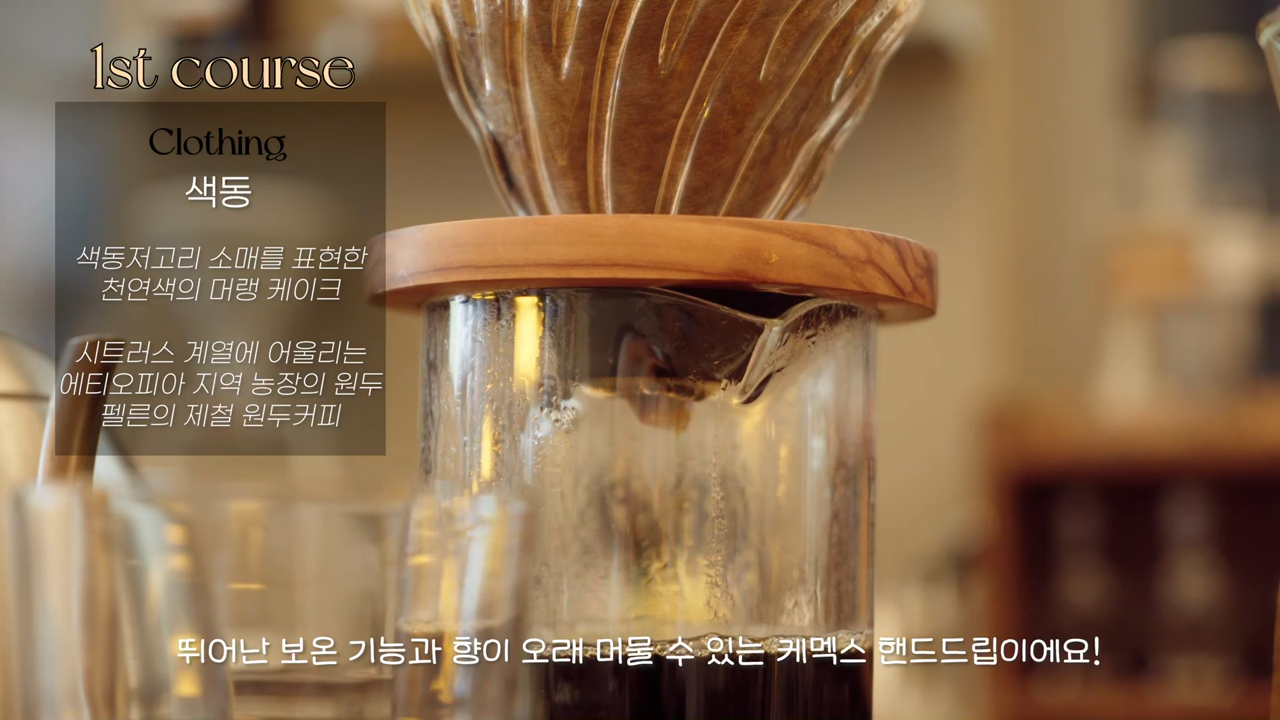 1st course
Clothing
색동
색동저고리 소매를 표현한
천연색의 머랭 케이크
시트러스 계열에 어울리는
에티오피아 지역 농장의 원두
펠른의 제철 원두커피
뛰어난 보온 기능과 향이 오래 머물 수 있는 케멕스 핸드드립이에요!